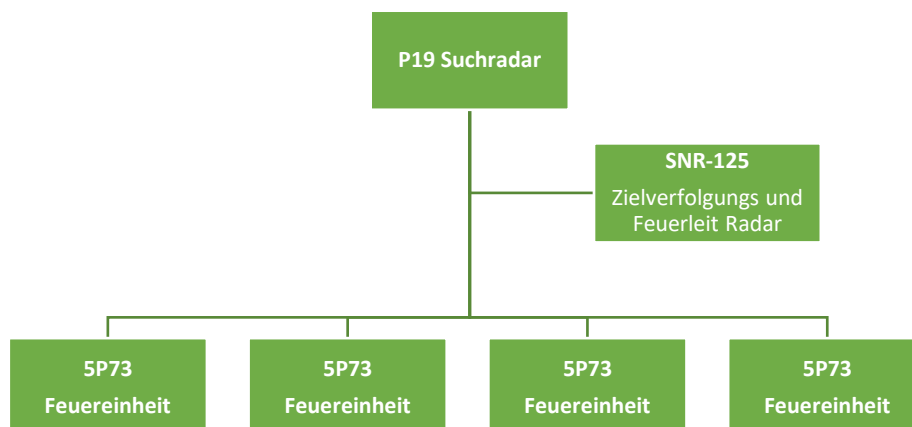 P19 Suchradar
SNR-125
Zielverfolgungs und
Feuerleit Radar
5P73
Feuereinheit
5P73
Feuereinheit
5P73
Feuereinheit
5P73
Feuereinheit